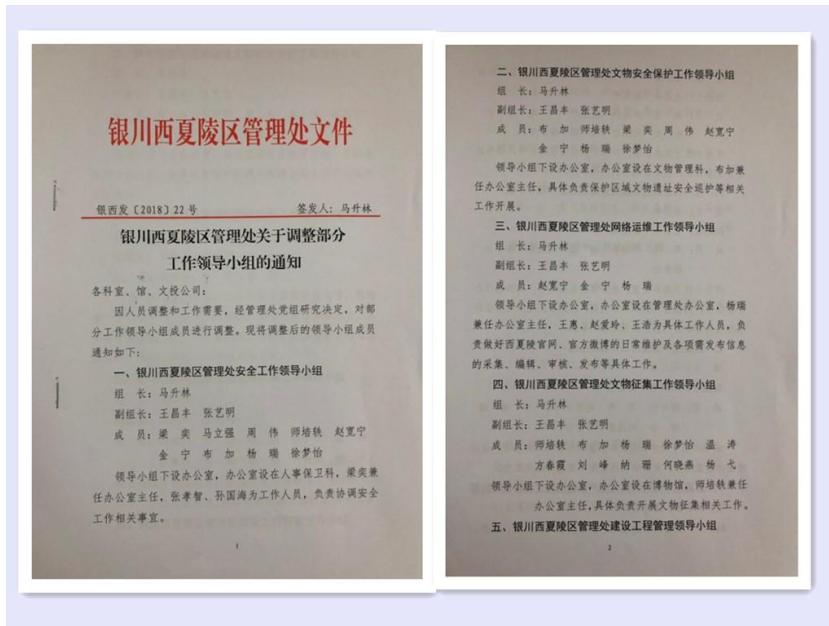 银川西夏陵区管理处文件
银西发〔2018〕22号 签发人：马升林
银川西夏陵区管理处关于调整部分
工作领导小组的通知
各科室、馆、文投公司：
因人员调整和工作需要，经管理处党组研究决定，对部
分工作领导小组成员进行调整。现将调整后的领导小组成员
通知如下：
一、银川西夏陵区管理处安全工作领导小组
组 长：马升林
副组长：王昌丰 张艺明
成 员：梁奕 马立强 周伟 师培轶 赵宽宁
金宁 布加 杨瑞 徐梦怡
领导小组下设办公室，办公室设在人事保卫科，梁奕兼
任办公室主任，张孝智、孙国海为工作人员，负责协调安全
工作相关事宜。
1
二、银川西夏陵区管理处文物安全保护工作领导小组
组 长：马升林
副组长：王昌丰 张艺明
成 员：布加 师培轶 梁奕 周伟 赵宽宁
金宁 杨瑞 徐梦怡
领导小组下设办公室，办公室设在文物管理科，布加兼
任办公室主任，具体负责保护区域文物遗址安全巡护等相关
工作开展。
三、银川西夏陵区管理处网络运维工作领导小组
组 长：马升林
副组长：王昌丰 张艺明
成 员：赵宽宁 金宁 杨瑞
领导小组下设办公室，办公室设在管理处办公室，杨瑞
兼任办公室主任，王惠、赵爱玲、王浩为具体工作人员，负
责做好西夏陵官网、官方微博的日常维护及各项需发布信息
的采集、编辑、审核、发布等具体工作。
四、银川西夏陵区管理处文物征集工作领导小组
组 长：马升林
副组长：王昌丰 张艺明
成 员：师培轶 布加 杨瑞 徐梦怡 温涛
方春霞 刘峰 纳珊 何晓燕 杨弋
领导小组下设办公室，办公室设在博物馆，师培轶兼任
办公室主任，具体负责开展文物征集相关工作。
五、银川西夏陵区管理处建设工程管理领导小组
2